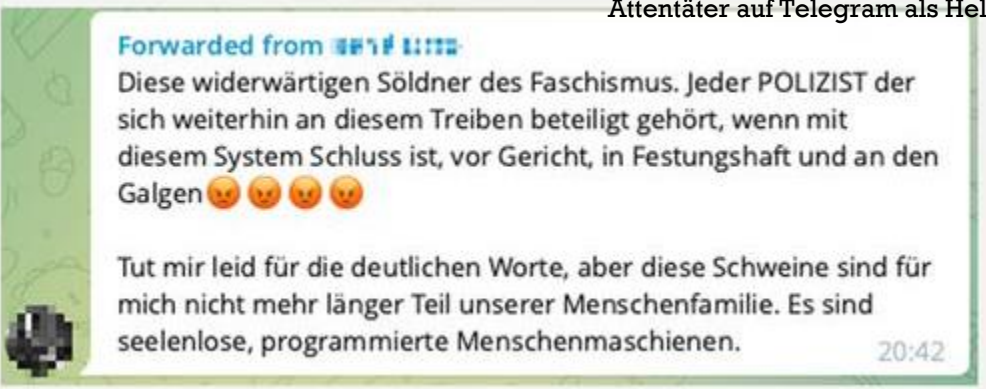 Attentäter auf Telegram als Hel
Forwarded from
Diese widerwärtigen Söldner des Faschismus. Jeder POLIZIST der
sich weiterhin an diesem Treiben beteiligt gehört, wenn mit
diesem System Schluss ist, vor Gericht, in Festungshaft und an den
Galgen😡😡😡😡
Tut mir leid für die deutlichen Worte, aber diese Schweine sind für
mich nicht mehr länger Teil unserer Menschenfamilie. Es sind
seelenlose, programmierte Menschenmaschienen.
20:42